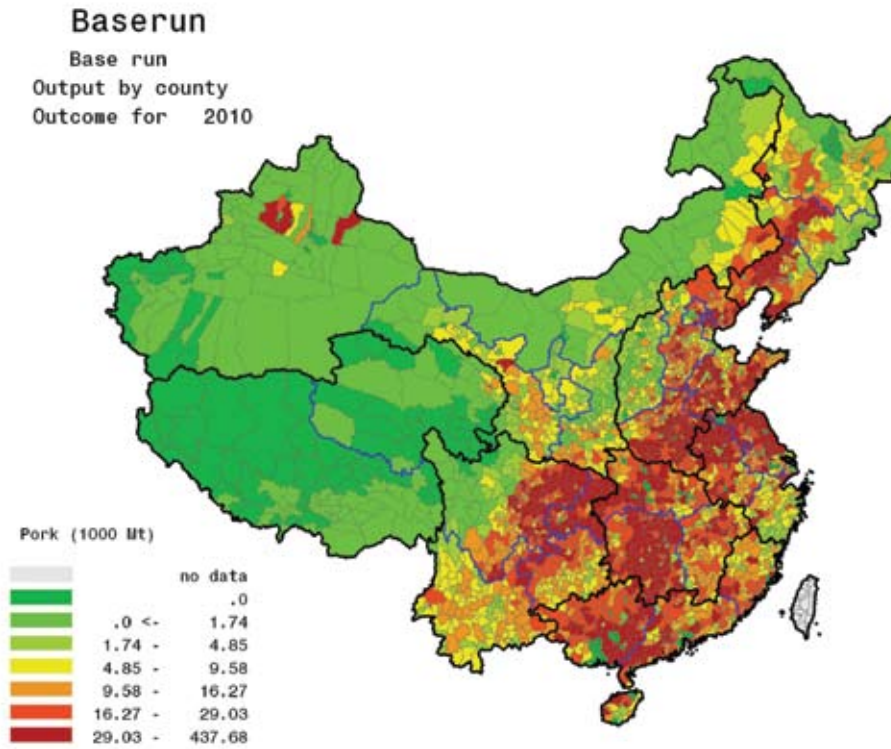 Baserun
Base run
Output by county
Outcome for 2010
Pork (1000 Mt)
no data
.0
.0 <- 1.74
1.74 - 4.85
4.85 - 9.58
9.58 - 16.27
16.27 - 29.03
29.03 - 437.68